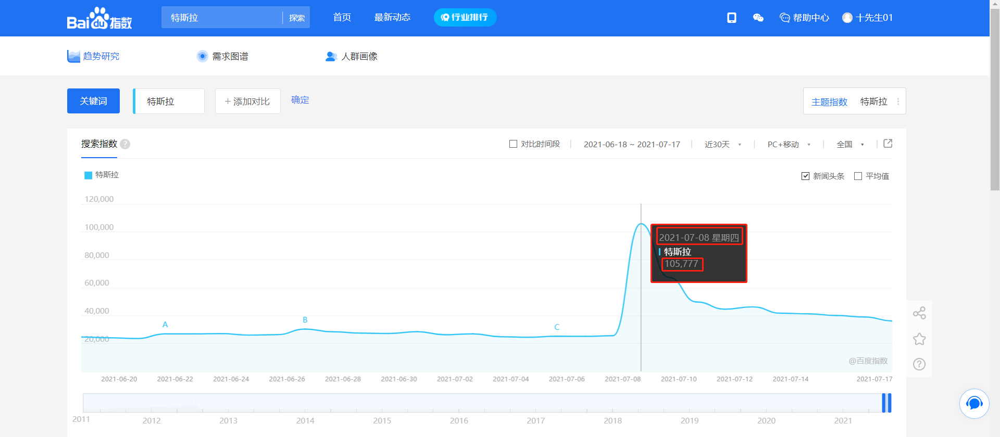 Bai du 指数
特斯拉 探索 首页 最新动态 行业排行 帮助中心 十先生01
趋势研究 需求图谱 人群画像
关键词 特斯拉 + 添加对比 确定 主题指数 特斯拉
搜索指数 ? 对比时间段 2021-06-18 ~ 2021-07-17 近30天 PC+移动 全国
特斯拉 新闻头条 平均值
120,000
100,000
2021-07-08 星期四
特斯拉
105,777
80,000
60,000
40,000
A B C
20,000
@百度指数
2021-06-20 2021-06-22 2021-06-24 2021-06-26 2021-06-28 2021-06-30 2021-07-02 2021-07-04 2021-07-06 2021-07-08 2021-07-10 2021-07-12 2021-07-14 2021-07-17
2011 2012 2013 2014 2015 2016 2017 2018 2019 2020 2021